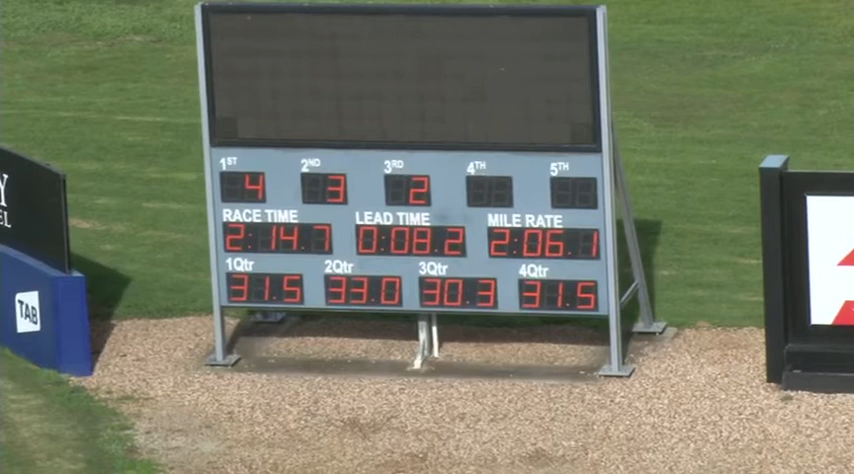 1ST 2ND 3RD 4TH 5TH
4 3 2
RACE TIME LEAD TIME MILE RATE
2:14.7 0:08.2 2:06.1
1Qtr 2Qtr 3Qtr 4Qtr
31.5 33.0 30.3 31.5
Y
EL
TAB